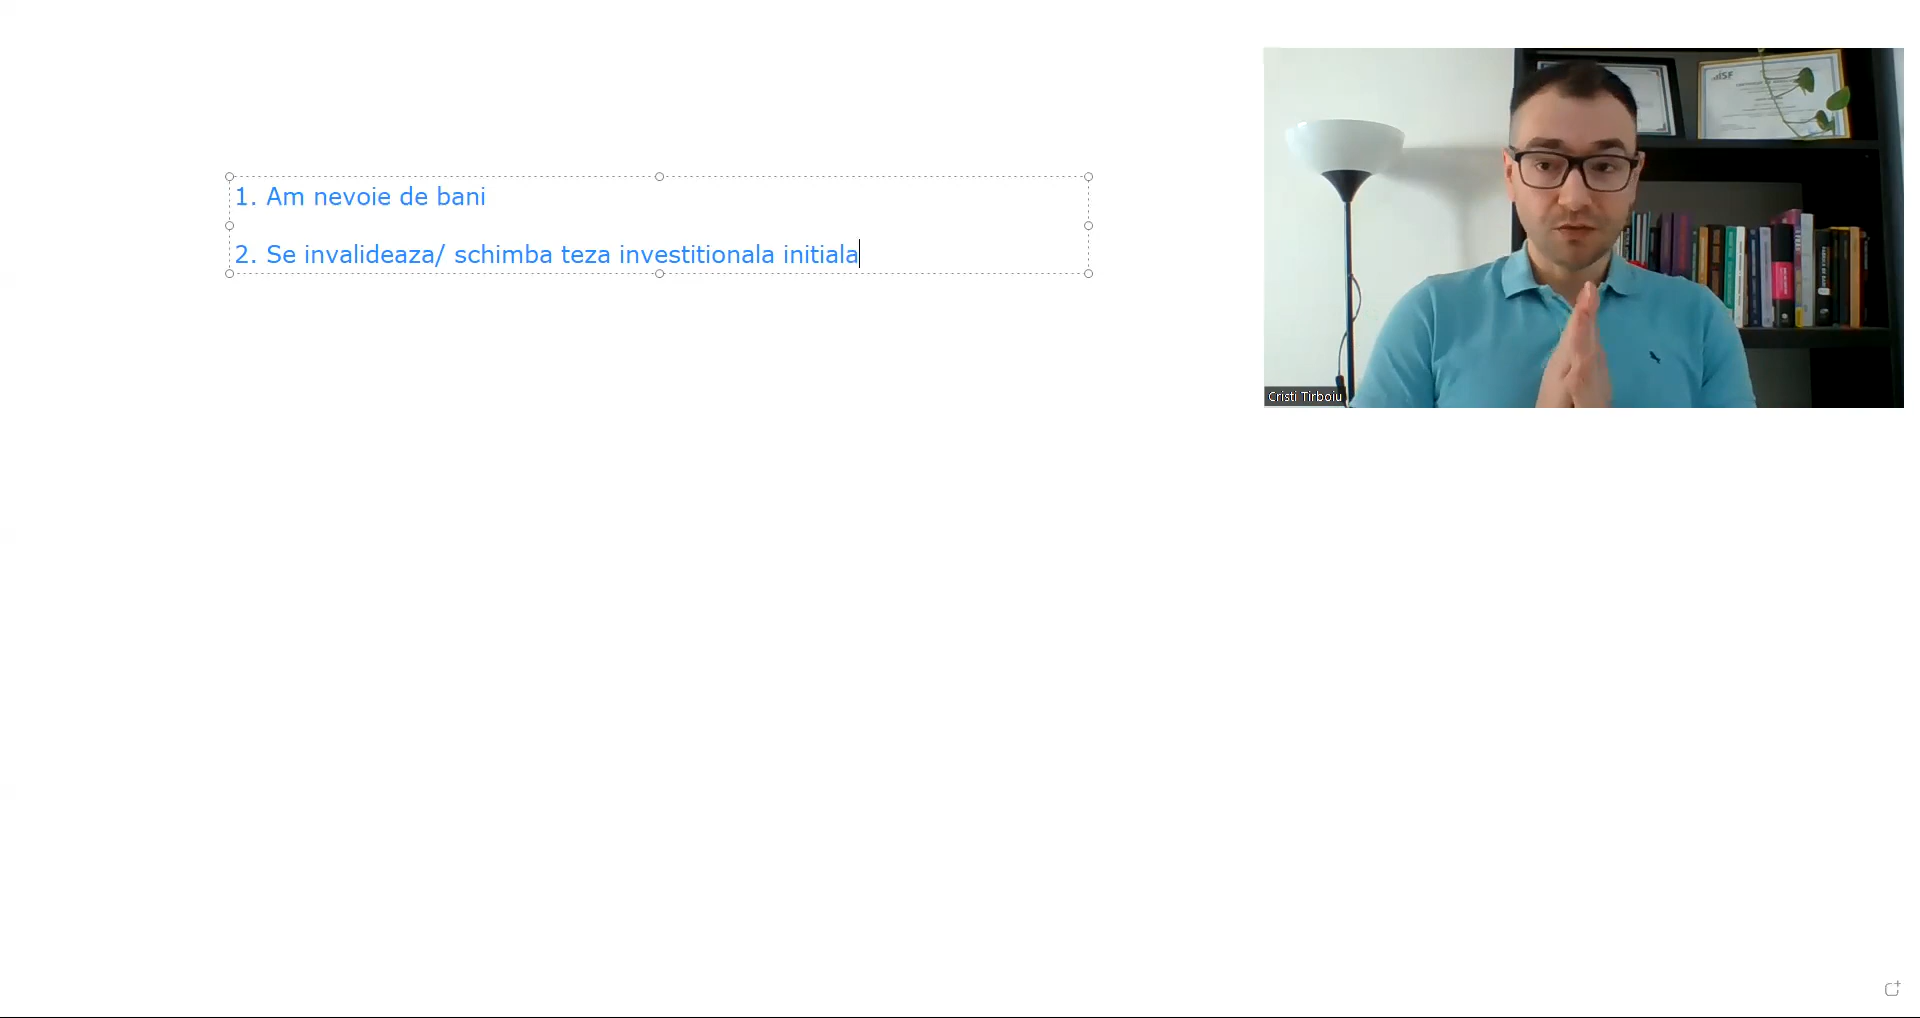 1. Am nevoie de bani
2. Se invalideaza/ schimba teza investitionala initiala
Cristi Tirboiu